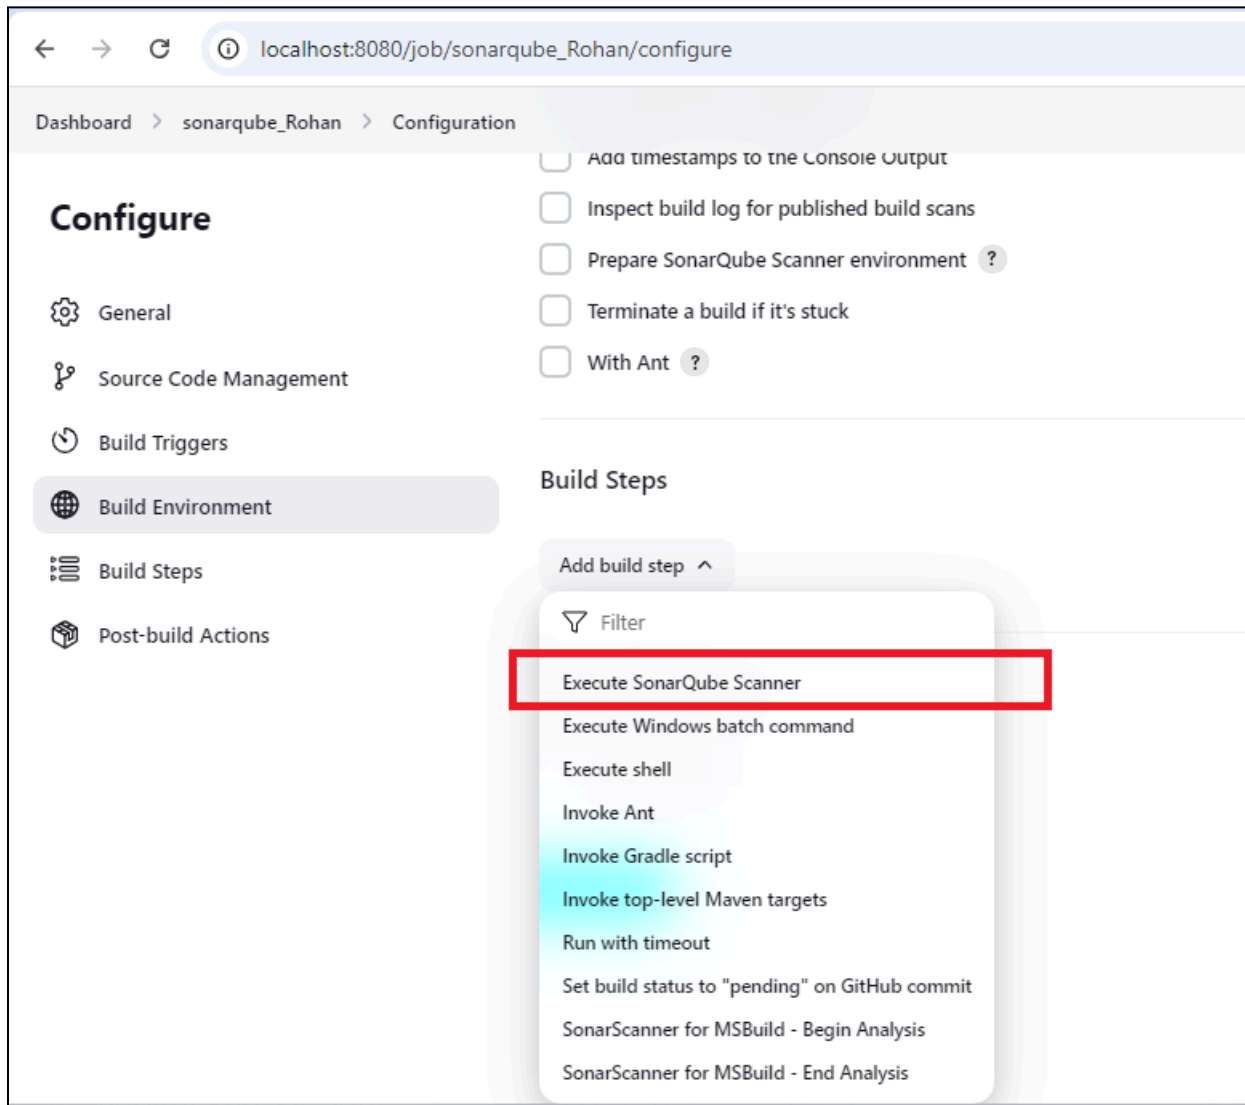 localhost:8080/job/sonarqube_Rohan/configure
Dashboard > sonarqube_Rohan > Configuration
Add timestamps to the Console Output
Configure
Inspect build log for published build scans
Prepare SonarQube Scanner environment ?
General
Terminate a build if it's stuck
With Ant ?
Source Code Management
Build Triggers
Build Steps
Build Environment
Add build step
Build Steps
Filter
Post-build Actions
Execute SonarQube Scanner
Execute Windows batch command
Execute shell
Invoke Ant
Invoke Gradle script
Invoke top-level Maven targets
Run with timeout
Set build status to "pending" on GitHub commit
SonarScanner for MSBuild - Begin Analysis
SonarScanner for MSBuild - End Analysis